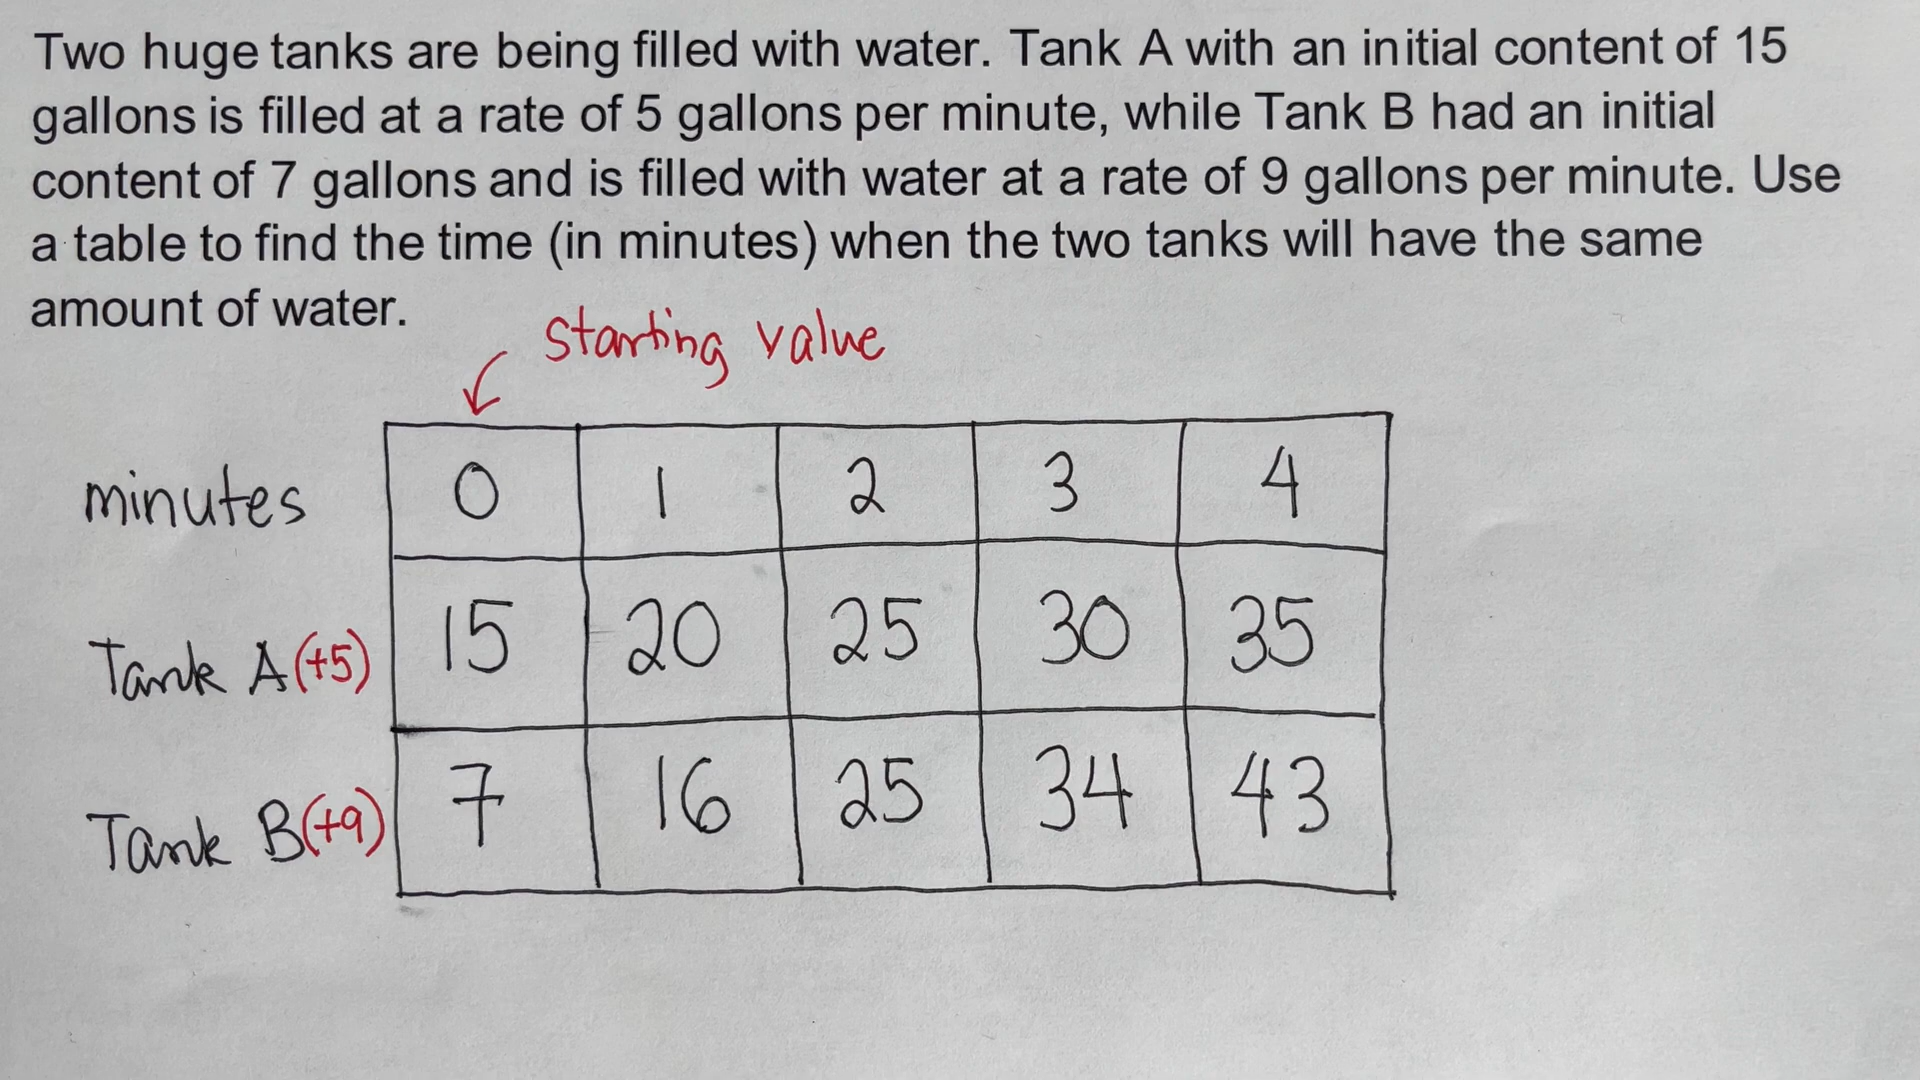 Two huge tanks are being filled with water. Tank A with an initial content of 15
gallons is filled at a rate of 5 gallons per minute, while Tank B had an initial
content of 7 gallons and is filled with water at a rate of 9 gallons per minute. Use
a table to find the time (in minutes) when the two tanks will have the same
amount of water.
starting value
minutes 0 1 2 3 4
Tank A (+5) 15 20 25 30 35
Tank B (+9) 7 16 25 34 43